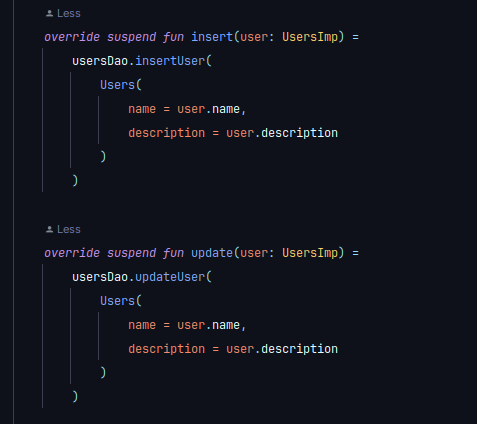 Less
override suspend fun insert(user: UsersImp) =
usersDao.insertUser(
Users(
name = user.name,
description = user.description
)
)
Less
override suspend fun update(user: UsersImp) =
usersDao.updateUser(
Users(
name = user.name,
description = user.description
)
)